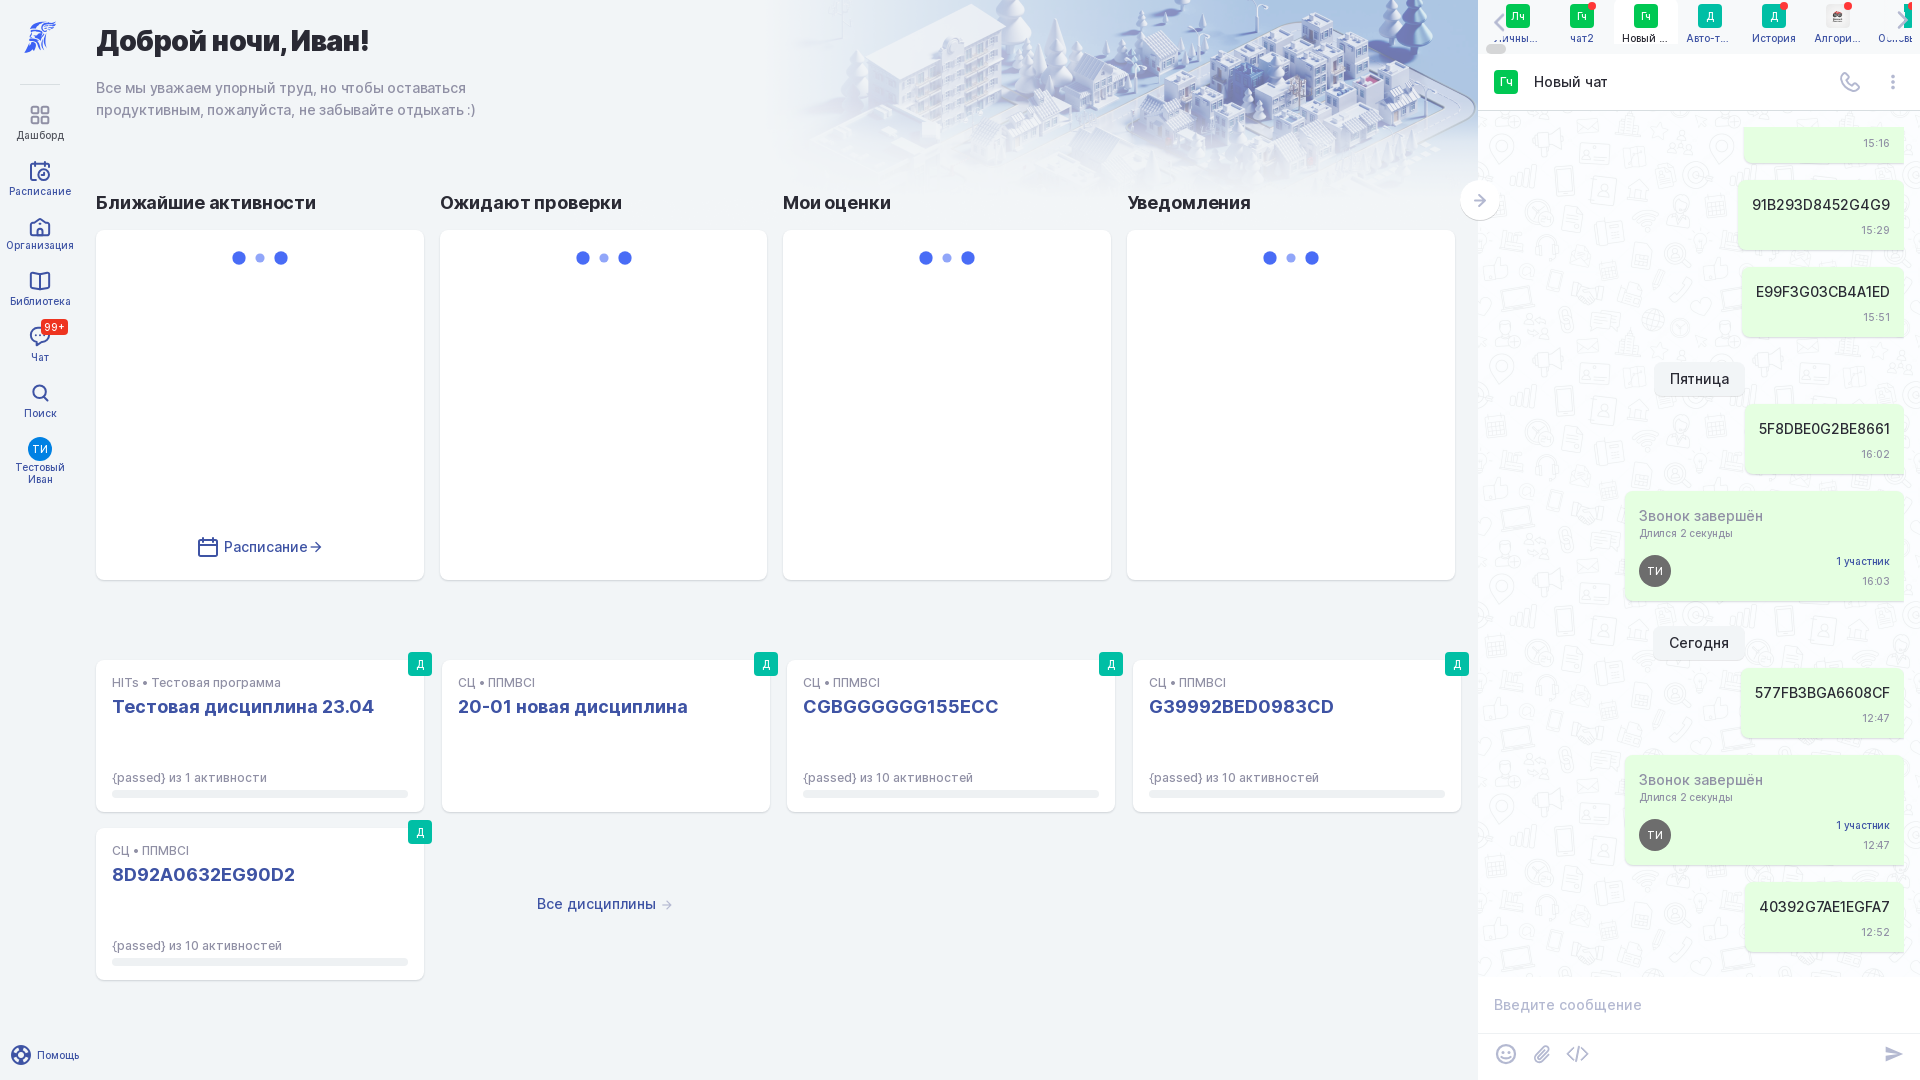 Доброй ночи, Иван!
Все мы уважаем упорный труд, но чтобы оставаться
продуктивным, пожалуйста, не забывайте отдыхать :)
Дашборд
Расписание
Организация
Библиотека
99+
Чат
Поиск
ТИ
Тестовый
Иван
Помощь
Ближайшие активности
Ожидают проверки
Мои оценки
Уведомления
Расписание
Д
HITs • Тестовая программа
Тестовая дисциплина 23.04
{passed} из 1 активности
Д
СЦ • ППМВСІ
20-01 новая дисциплина
Д
СЦ • ППМВСІ
CGBGGGGGG155ECC
{passed} из 10 активностей
Д
СЦ • ППМВСІ
G39992BED0983CD
{passed} из 10 активностей
Д
СЦ • ППМВСІ
8D92A0632EG90D2
{passed} из 10 активностей
Все дисциплины
Лч
Гч
чат2
Гч
Новый ...
Д
Авто-т...
Д
История
Алгори...
Гч
Новый чат
15:16
91B293D8452G4G9
15:29
E99F3G03CB4A1ED
15:51
Пятница
5F8DBE0G2BE8661
16:02
Звонок завершён
Длился 2 секунды
ТИ
1 участник
16:03
Сегодня
577FB3BGA6608CF
12:47
Звонок завершён
Длился 2 секунды
ТИ
1 участник
12:47
40392G7AE1EGFA7
12:52
Введите сообщение